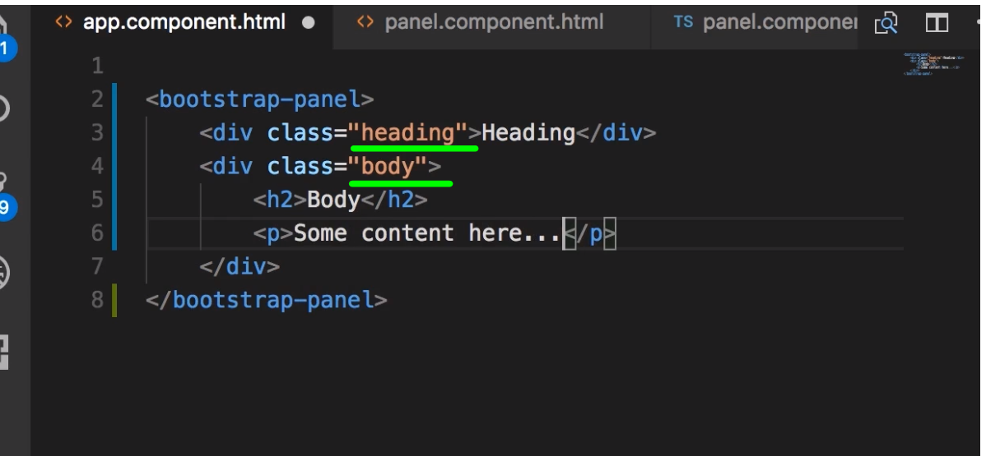 1
app.component.html panel.component.html TS panel.componen
1
2 <bootstrap-panel>
3 <div class="heading">Heading</div>
4 <div class="body">
5 <h2>Body</h2>
9
6 <p>Some content here...</p>
7 </div>
8 </bootstrap-panel>